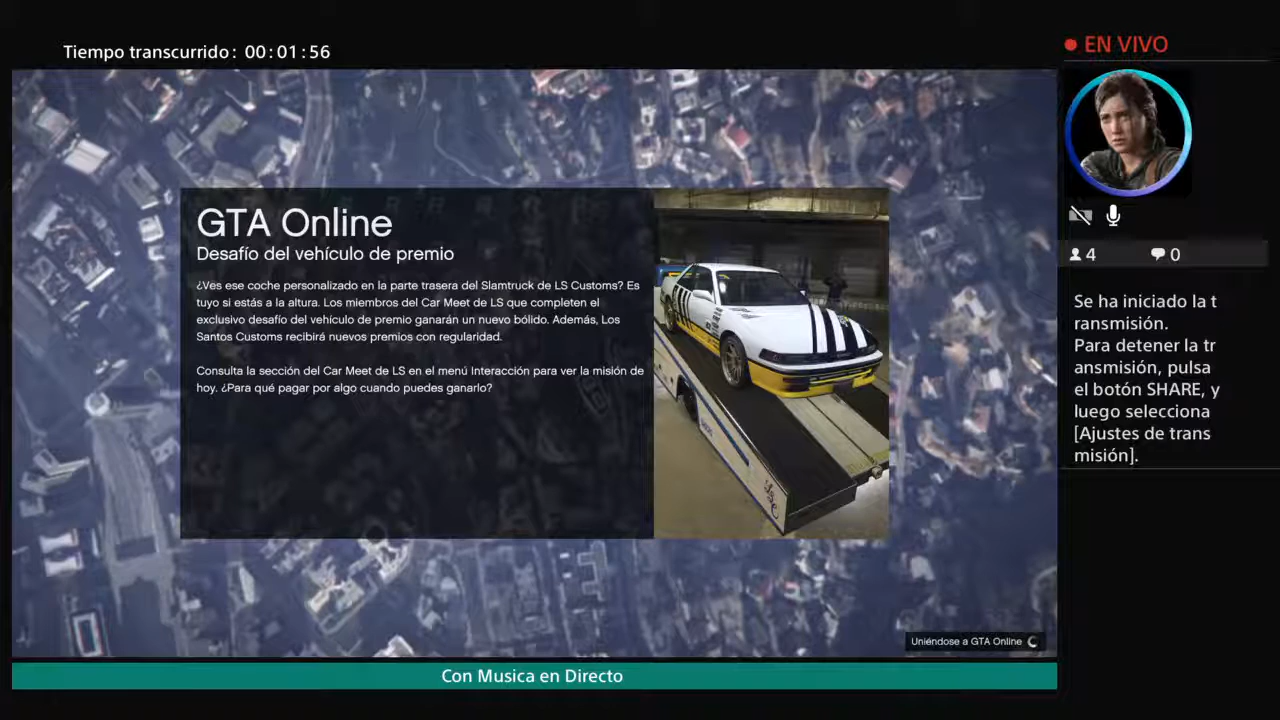 Tiempo transcurrido: 00:01:56
EN VIVO
GTA Online
Desafío del vehículo de premio
¿Ves ese coche personalizado en la parte trasera del Slamtruck de LS Customs? Es
tuyo si estás a la altura. Los miembros del Car Meet de LS que completen el
exclusivo desafío del vehículo de premio ganarán un nuevo bólido. Además, Los
Santos Customs recibirá nuevos premios con regularidad.
Consulta la sección del Car Meet de LS en el menú Interacción para ver la misión de
hoy. ¿Para qué pagar por algo cuando puedes ganarlo?
4
0
Se ha iniciado la t
ransmisión.
Para detener la tr
ansmisión, pulsa
el botón SHARE, y
luego selecciona
[Ajustes de trans
misión].
Uniéndose a GTA Online
Con Musica en Directo